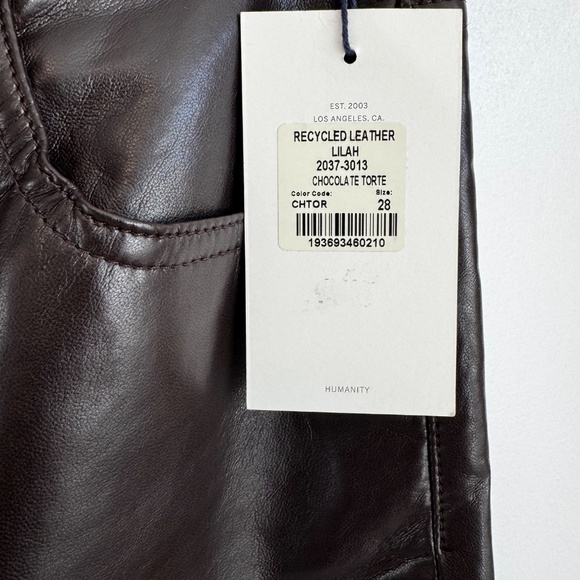 EST. 2003
LOS ANGELES, CA.
RECYCLED LEATHER
LILAH
2037-3013
CHOCOLATE TORTE
Color Code: Size:
CHTOR 28
193693460210
HUMANITY